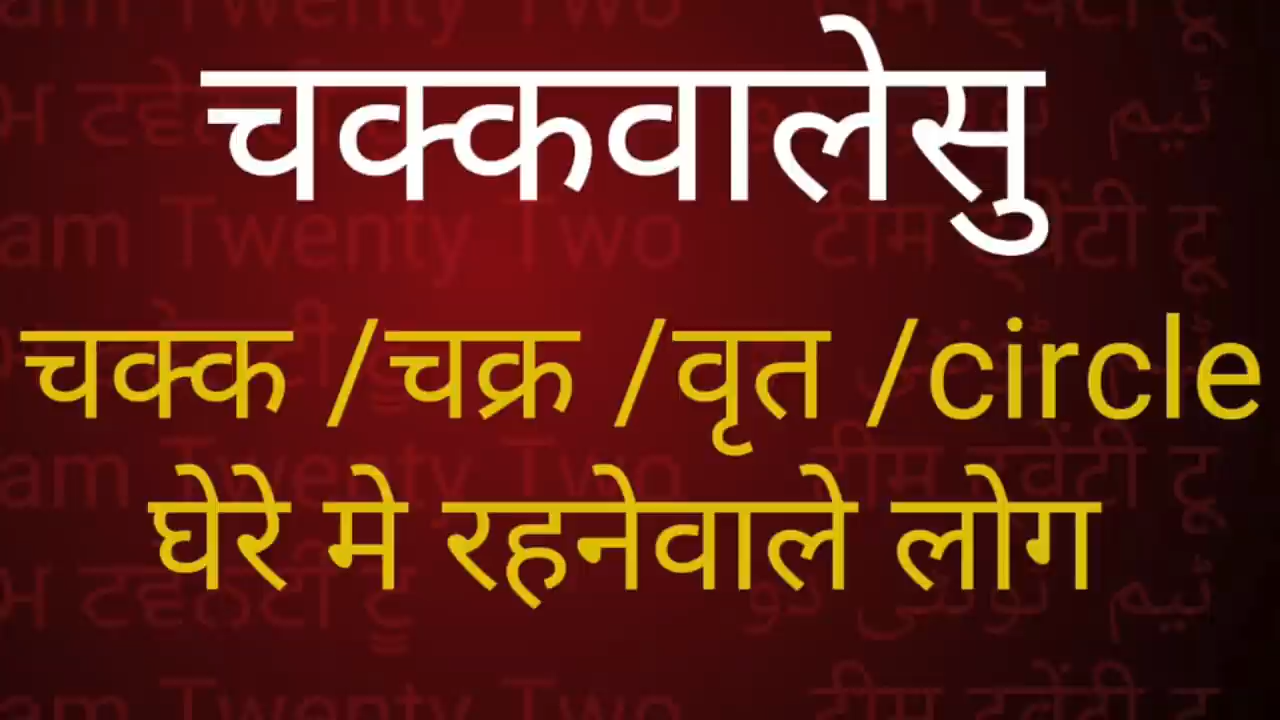 चक्कवालेसु
चक्क /चक्र /वृत /circle
घेरे मे रहनेवाले लोग